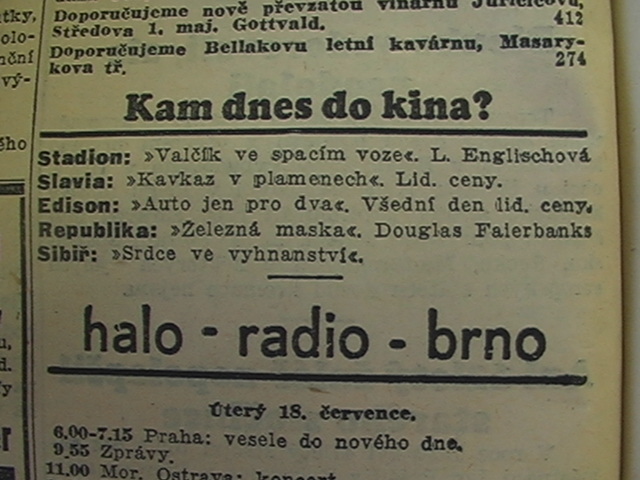 Doporučujeme nově převzatou vinárnu
Středova 1. maj. Gottvald. 412
Doporučujeme Bellakovu letní kavárnu, Masary-
kova tř. 274
Kam dnes do kina?
Stadion: »Valčík ve spacím voze«. L. Englischová
Slavia: »Kavkaz v plamenech«. Lid. ceny.
Edison: »Auto jen pro dva«. Všední den lid. ceny.
Republika: »Železná maska«. Douglas Faierbanks
Sibiř: »Srdce ve vyhnanství«.
halo - radio - brno
Úterý 18. července.
6.00-7.15 Praha: vesele do nového dne.
9.55 Zprávy.
11.00 Mor. Ostrava: koncert